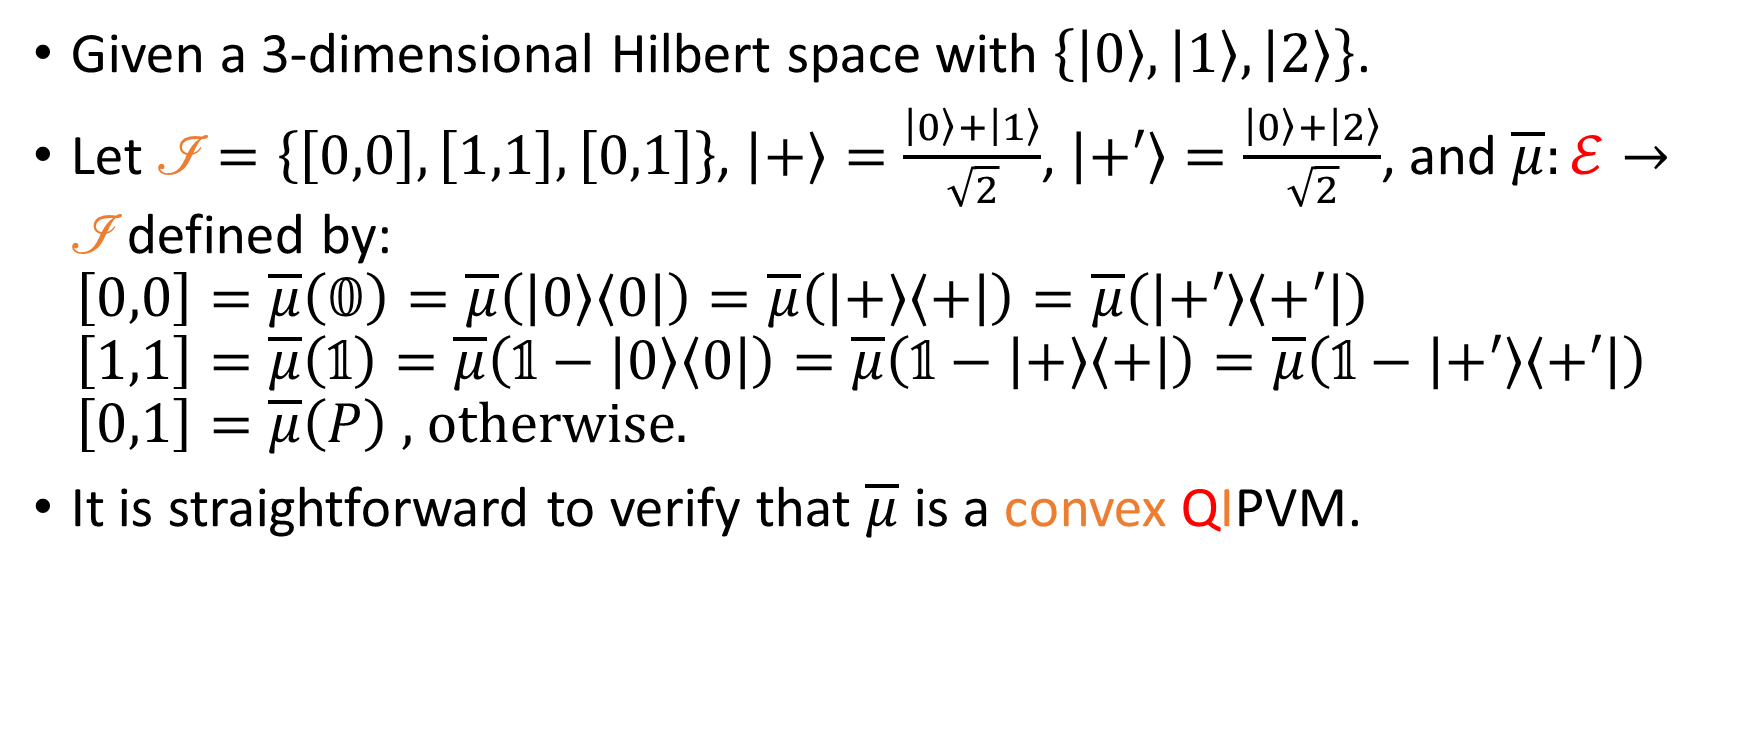 • Given a 3-dimensional Hilbert space with {|0⟩, |1⟩, |2⟩}.
• Let ℐ = {[0,0], [1,1], [0,1]}, |+⟩ = (|0⟩+|1⟩)/√2, |+′⟩ = (|0⟩+|2⟩)/√2, and μ̅: ℰ →
ℐ defined by:
[0,0] = μ̅(𝟘) = μ̅(|0⟩⟨0|) = μ̅(|+⟩⟨+|) = μ̅(|+′⟩⟨+′|)
[1,1] = μ̅(𝟙) = μ̅(𝟙 − |0⟩⟨0|) = μ̅(𝟙 − |+⟩⟨+|) = μ̅(𝟙 − |+′⟩⟨+′|)
[0,1] = μ̅(P) , otherwise.
• It is straightforward to verify that μ̅ is a convex QIPVM.